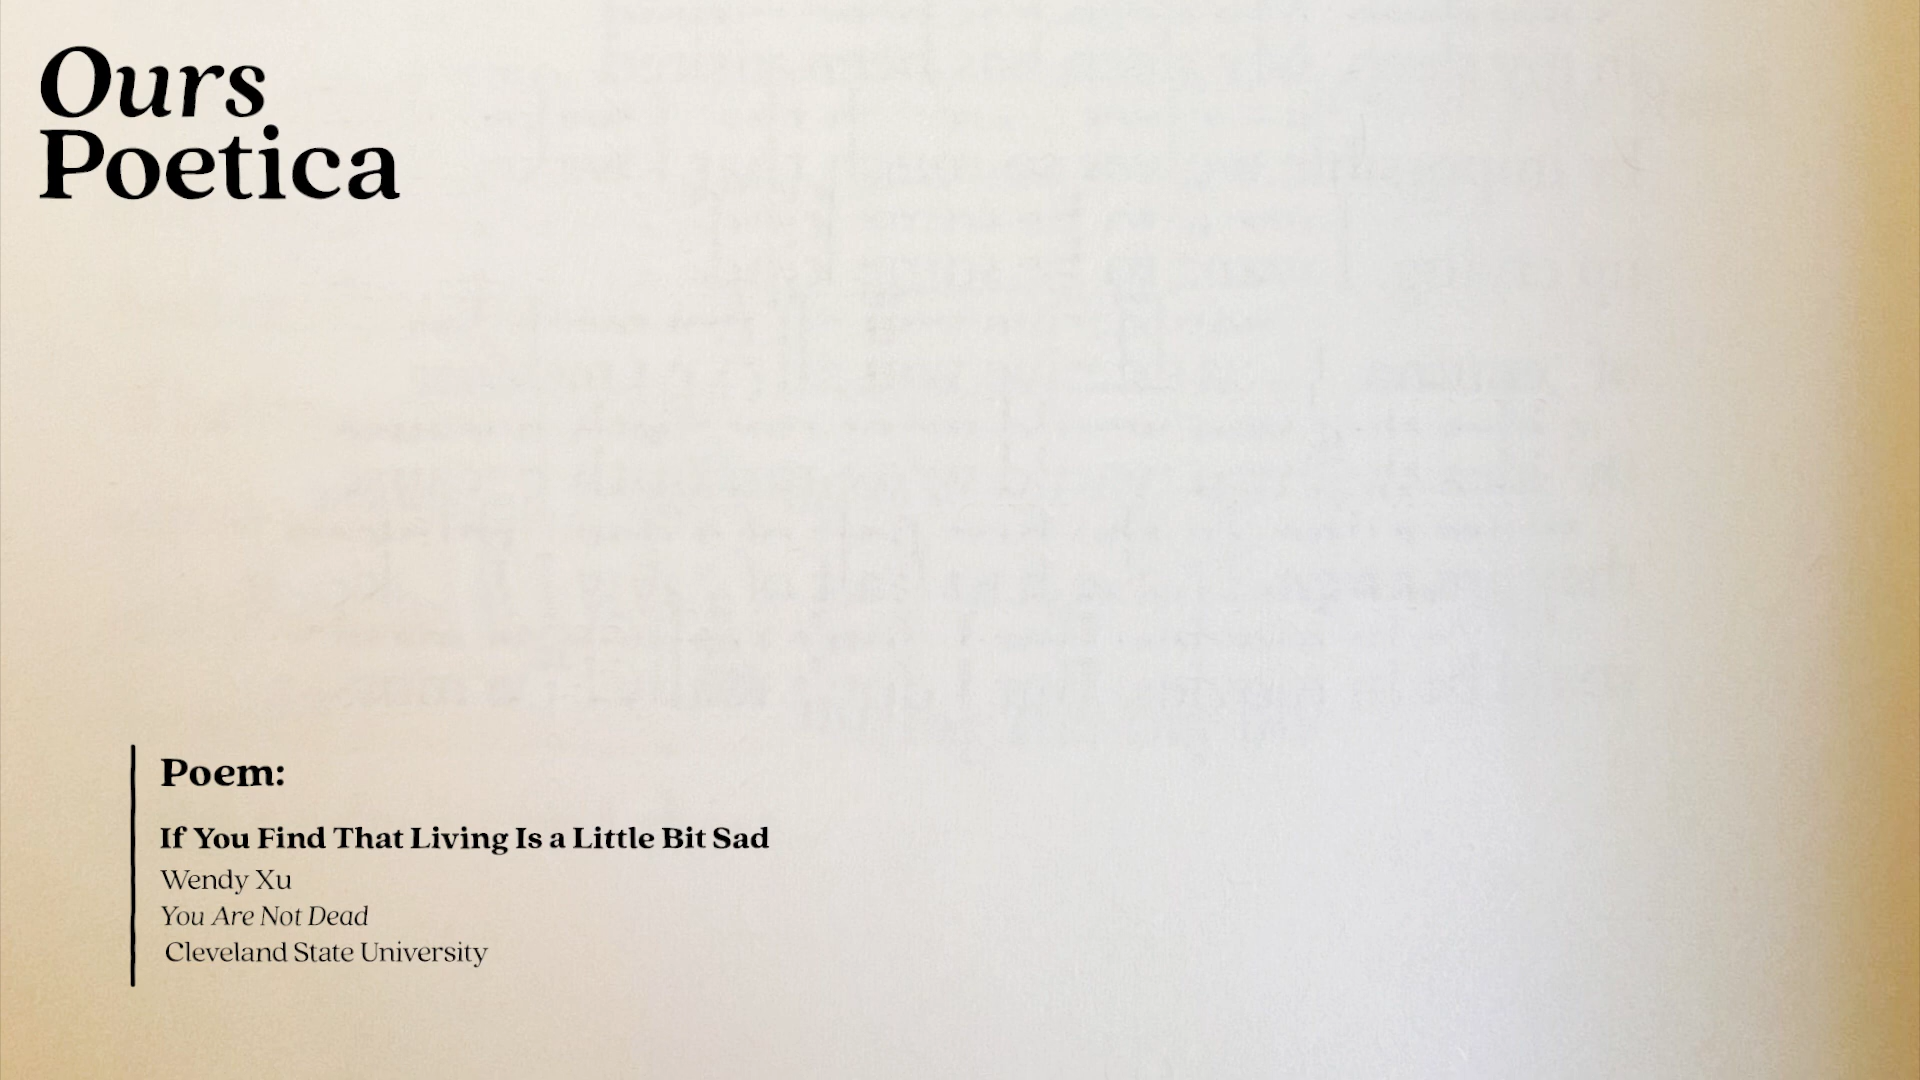 Ours
Poetica
Poem:
If You Find That Living Is a Little Bit Sad
Wendy Xu
You Are Not Dead
Cleveland State University